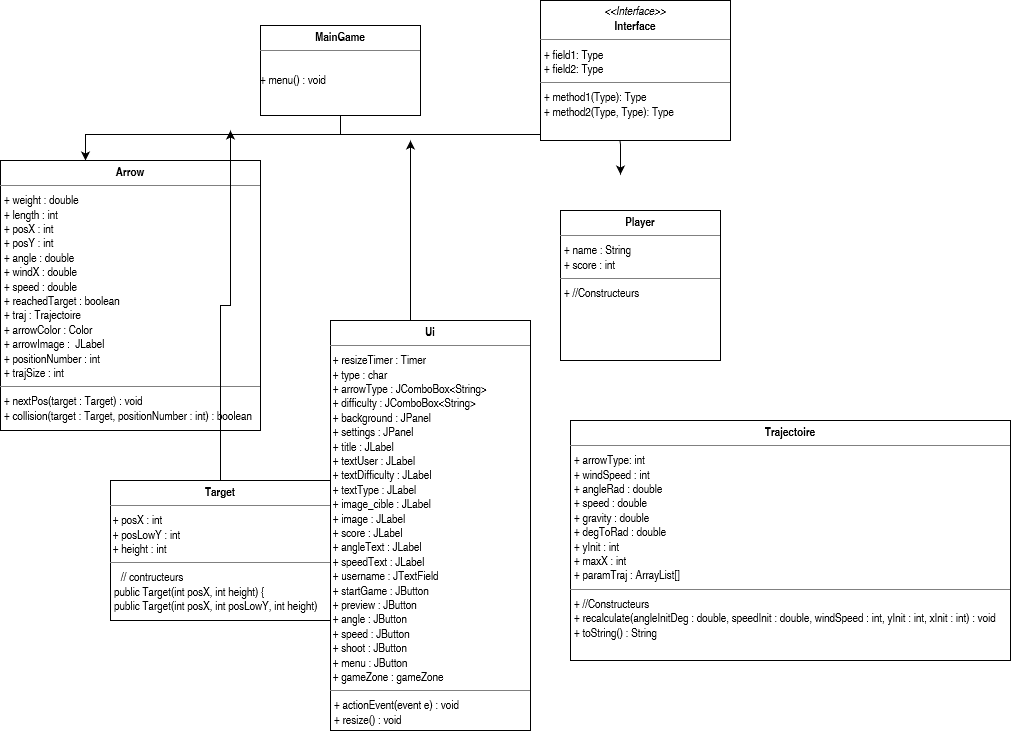 <<Interface>>
Interface
+ field1: Type
+ field2: Type
+ method1(Type): Type
+ method2(Type, Type): Type
MainGame
+ menu() : void
Arrow
+ weight : double
+ length : int
+ posX : int
+ posY : int
+ angle : double
+ windX : double
+ speed : double
+ reachedTarget : boolean
+ traj : Trajectoire
+ arrowColor : Color
+ arrowImage : JLabel
+ positionNumber : int
+ trajSize : int
+ nextPos(target : Target) : void
+ collision(target : Target, positionNumber : int) : boolean
Player
+ name : String
+ score : int
+ //Constructeurs
Ui
+ resizeTimer : Timer
+ type : char
+ arrowType : JComboBox<String>
+ difficulty : JComboBox<String>
+ background : JPanel
+ settings : JPanel
+ title : JLabel
+ textUser : JLabel
+ textDifficulty : JLabel
+ textType : JLabel
+ image_cible : JLabel
+ image : JLabel
+ score : JLabel
+ angleText : JLabel
+ speedText : JLabel
+ username : JTextField
+ startGame : JButton
+ preview : JButton
+ angle : JButton
+ speed : JButton
+ shoot : JButton
+ menu : JButton
+ gameZone : gameZone
+ actionEvent(event e) : void
+ resize() : void
Trajectoire
+ arrowType: int
+ windSpeed : int
+ angleRad : double
+ speed : double
+ gravity : double
+ degToRad : double
+ yInit : int
+ maxX : int
+ paramTraj : ArrayList[]
+ //Constructeurs
+ recalculate(angleInitDeg : double, speedInit : double, windSpeed : int, yInit : int, xInit : int) : void
+ toString() : String
Target
+ posX : int
+ posLowY : int
+ height : int
// contructeurs
public Target(int posX, int height) {
public Target(int posX, int posLowY, int height)